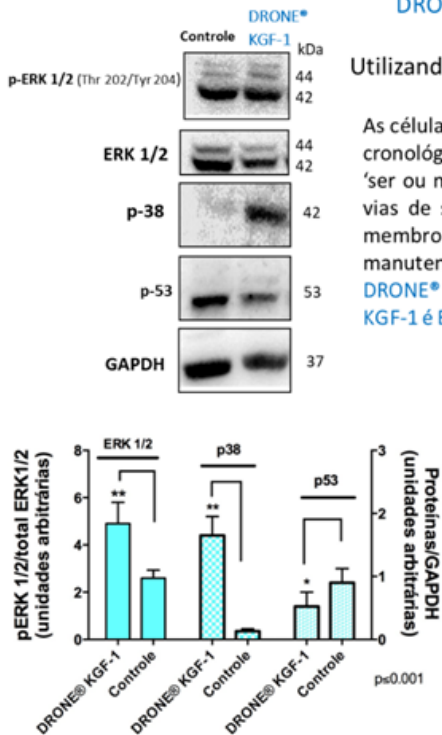 DRONE®
KGF-1
Controle
kDa
p-ERK 1/2 (Thr 202/Tyr 204)
44
42
ERK 1/2
44
42
p-38
42
p-53
53
GAPDH
37
DRO
Utilizand
As célula
cronológ
'ser ou n
vias de s
membro
manuten
DRONE®
KGF-1 é E
ERK 1/2
p38
p53
pERK 1/2/total ERK1/2
(unidades arbitrárias)
8
6
4
2
0
**
**
*
3
2
1
0
Proteínas/GAPDH
(unidades arbitrárias)
DRONE® KGF-1
Controle
DRONE® KGF-1
Controle
DRONE® KGF-1
Controle
p≤0.001